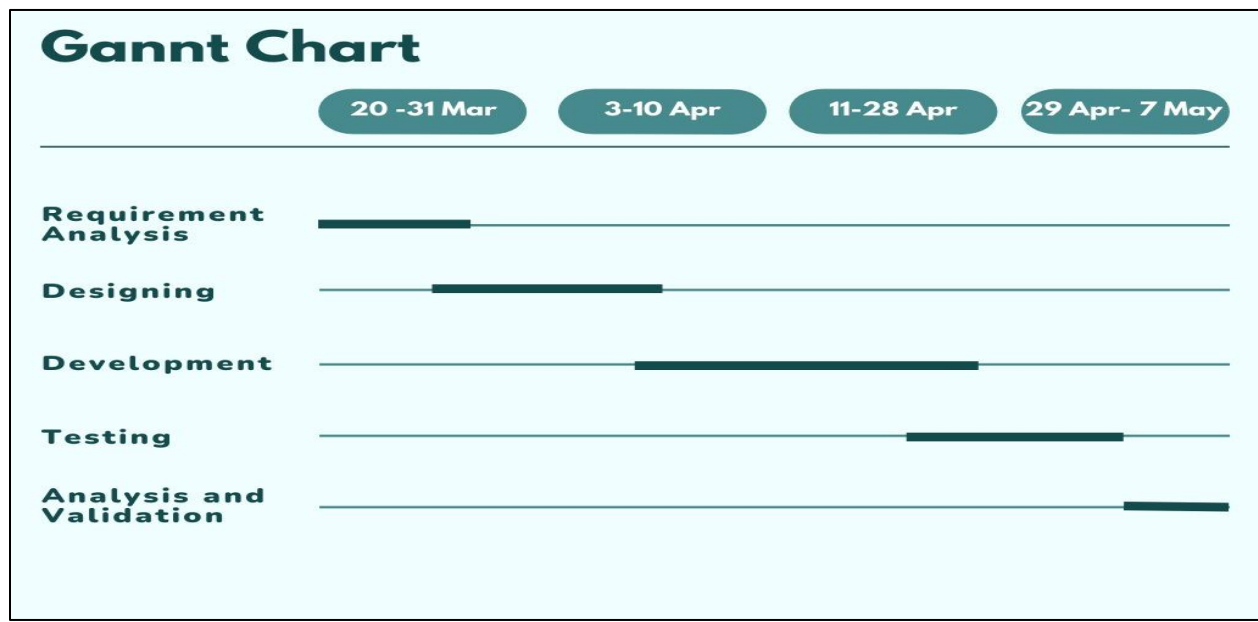 Gannt Chart
20 -31 Mar
3-10 Apr
11-28 Apr
29 Apr- 7 May
Requirement
Analysis
Designing
Development
Testing
Analysis and
Validation